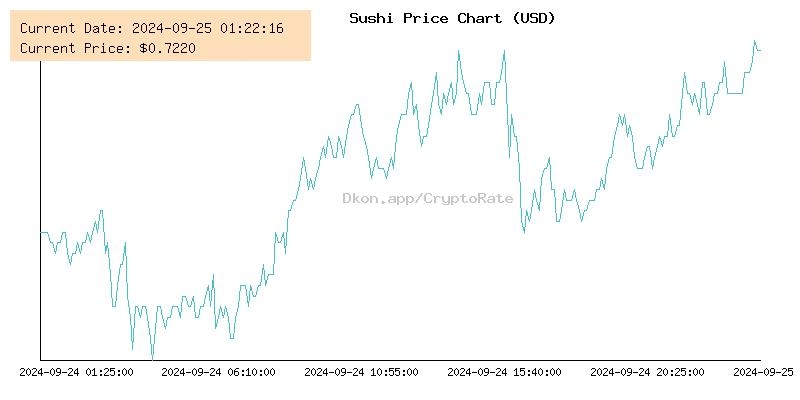 Sushi Price Chart (USD)
Current Date: 2024-09-25 01:22:16
Current Price: $0.7220
Dkon.app/CryptoRate
2024-09-24 01:25:00 2024-09-24 06:10:00 2024-09-24 10:55:00 2024-09-24 15:40:00 2024-09-24 20:25:00 2024-09-25